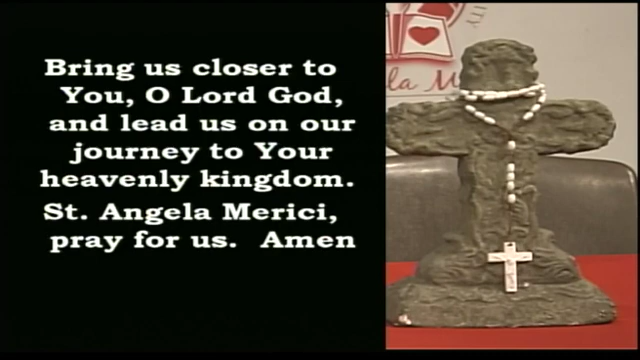 Bring us closer to
You, O Lord God,
and lead us on our
journey to Your
heavenly kingdom.
St. Angela Merici,
pray for us. Amen